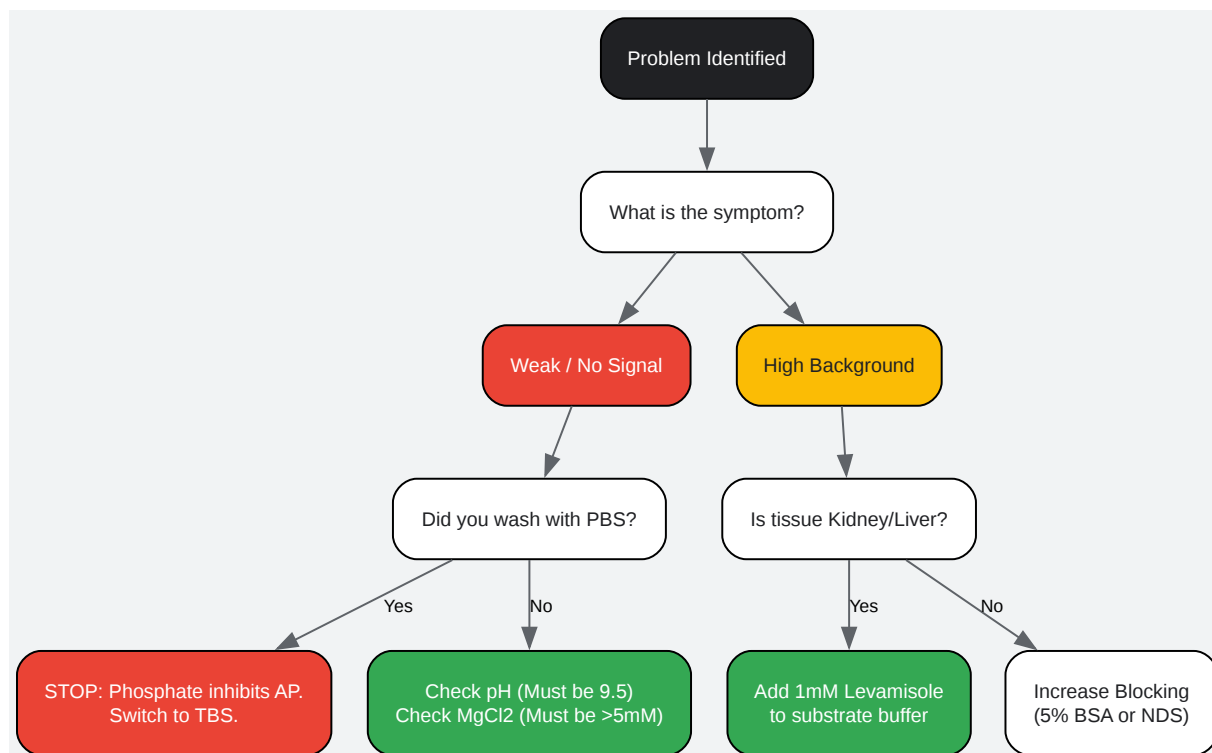 Problem Identified
What is the symptom?
Weak / No Signal
High Background
Did you wash with PBS?
Is tissue Kidney/Liver?
Yes
No
Yes
No
STOP: Phosphate inhibits AP.
Switch to TBS.
Check pH (Must be 9.5)
Check MgCl2 (Must be >5mM)
Add 1mM Levamisole
to substrate buffer
Increase Blocking
(5% BSA or NDS)